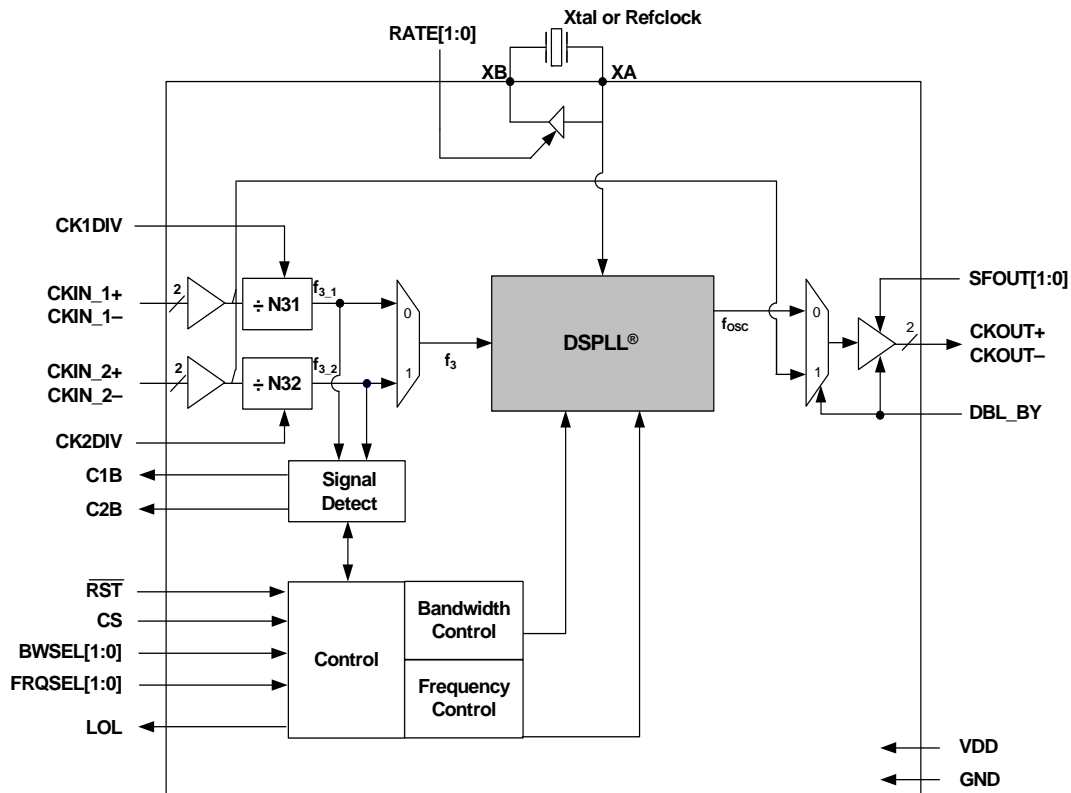 Xtal or Refclock
RATE[1:0]
XB
XA
CK1DIV
CKIN_1+
CKIN_1–
2
÷ N31
f3_1
0
CKIN_2+
CKIN_2–
2
÷ N32
f3_2
1
f3
DSPLL®
fosc
0
1
SFOUT[1:0]
2
CKOUT+
CKOUT–
DBL_BY
CK2DIV
C1B
C2B
Signal
Detect
RST
CS
BWSEL[1:0]
FRQSEL[1:0]
LOL
Control
Bandwidth
Control
Frequency
Control
VDD
GND